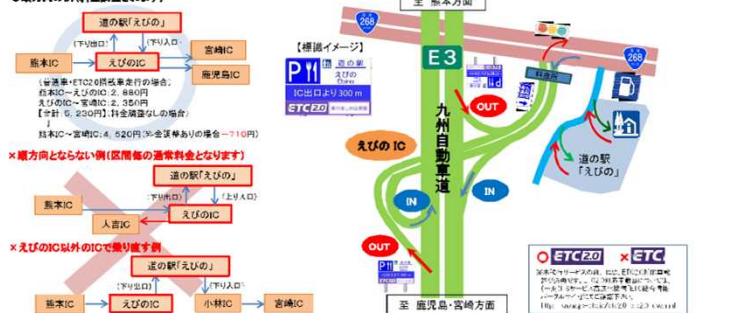 道の駅「えびの」
(下り出口)
(下り入口)
熊本IC
えびのIC
宮崎IC
鹿児島IC
(普通車・ETC2.0搭載車走行の場合)
熊本IC～えびのIC:2,880円
えびのIC～宮崎IC:2,350円
【合計:5,230円】(料金調整なしの場合)
熊本IC～宮崎IC:4,520円(料金調整ありの場合－710円)
×順方向とならない例(区間毎の通常料金となります)
道の駅「えびの」
(下り出口)
(上り入口)
熊本IC
えびのIC
人吉IC
×えびのIC以外のICで乗り直す例
道の駅「えびの」
(下り出口)
(下り入口)
熊本IC
えびのIC
小林IC
宮崎IC
【標識イメージ】
P
道の駅
えびの
IC出口より300m
ETC2.0
至 熊本方面
268
E3
OUT
料金所
268
九州自動車道
えびの IC
IN
IN
OUT
道の駅
「えびの」
至 鹿児島・宮崎方面
○ ETC2.0 × ETC